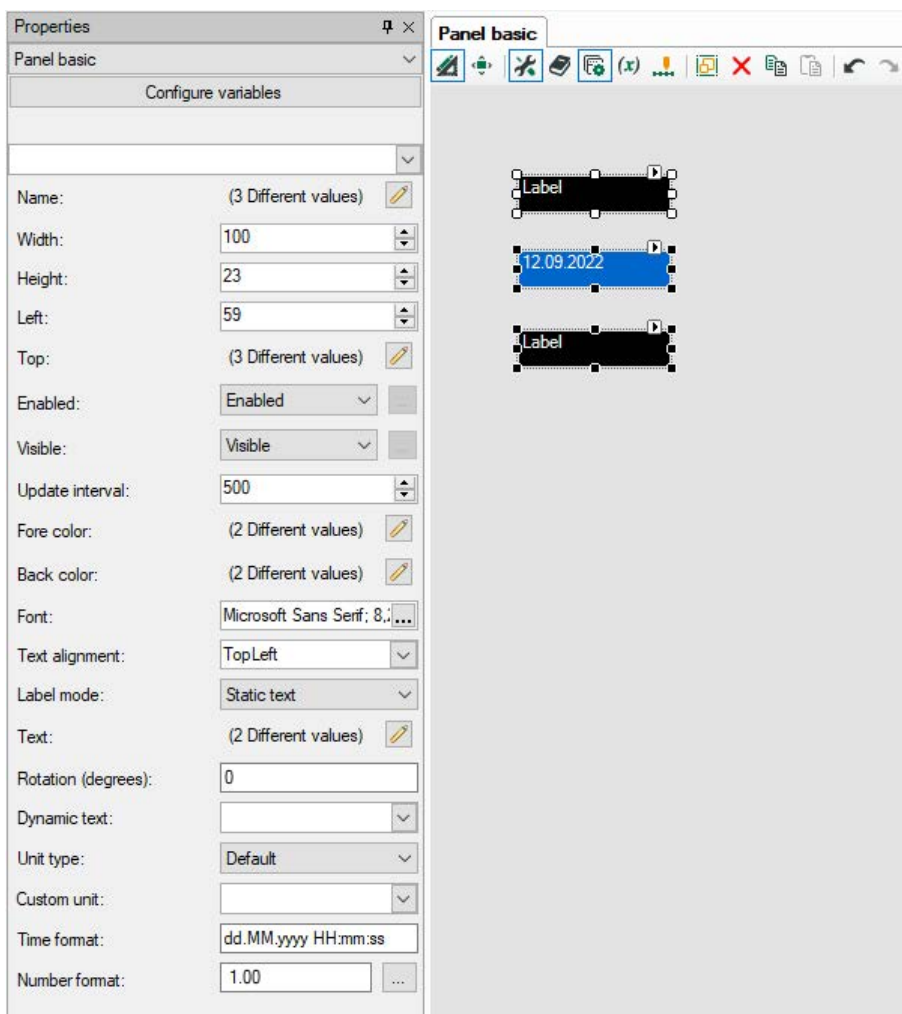 Properties
Panel basic
Configure variables
Name: (3 Different values)
Width: 100
Height: 23
Left: 59
Top: (3 Different values)
Enabled: Enabled ...
Visible: Visible ...
Update interval: 500
Fore color: (2 Different values)
Back color: (2 Different values)
Font: Microsoft Sans Serif; 8, ...
Text alignment: TopLeft
Label mode: Static text
Text: (2 Different values)
Rotation (degrees): 0
Dynamic text:
Unit type: Default
Custom unit:
Time format: dd.MM.yyyy HH:mm:ss
Number format: 1.00 ...
Panel basic
(x)
Label
12.09.2022
Label